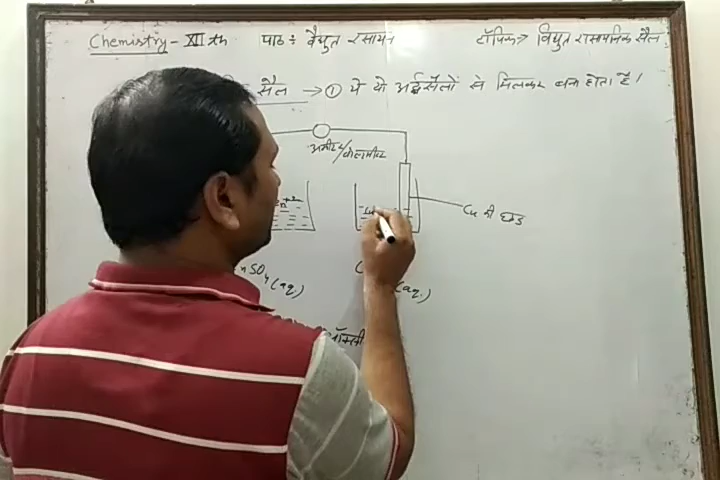 Chemistry - XII th पाठ ÷ वैद्युत रसायन टॉपिक → विद्युत रासायनिक सैल
सैल → ① ये दो अर्द्धसैलों से मिलकर बना होता है।
अमीटर/वोल्टमीटर
Cu की छड़
SO4 (aq.)
(aq.)